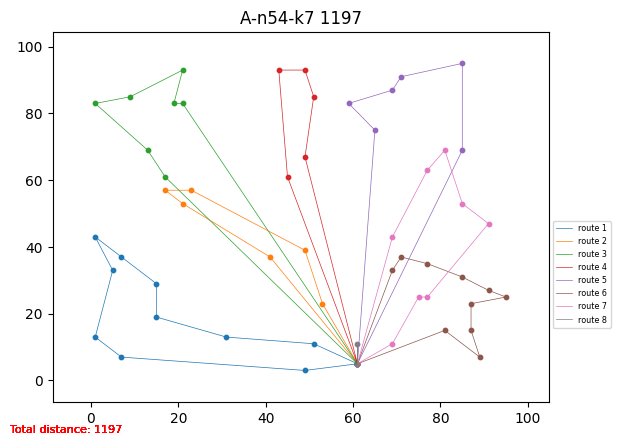 A-n54-k7 1197
100
80
60
40
20
0
0 20 40 60 80 100
route 1
route 2
route 3
route 4
route 5
route 6
route 7
route 8
Total distance: 1197